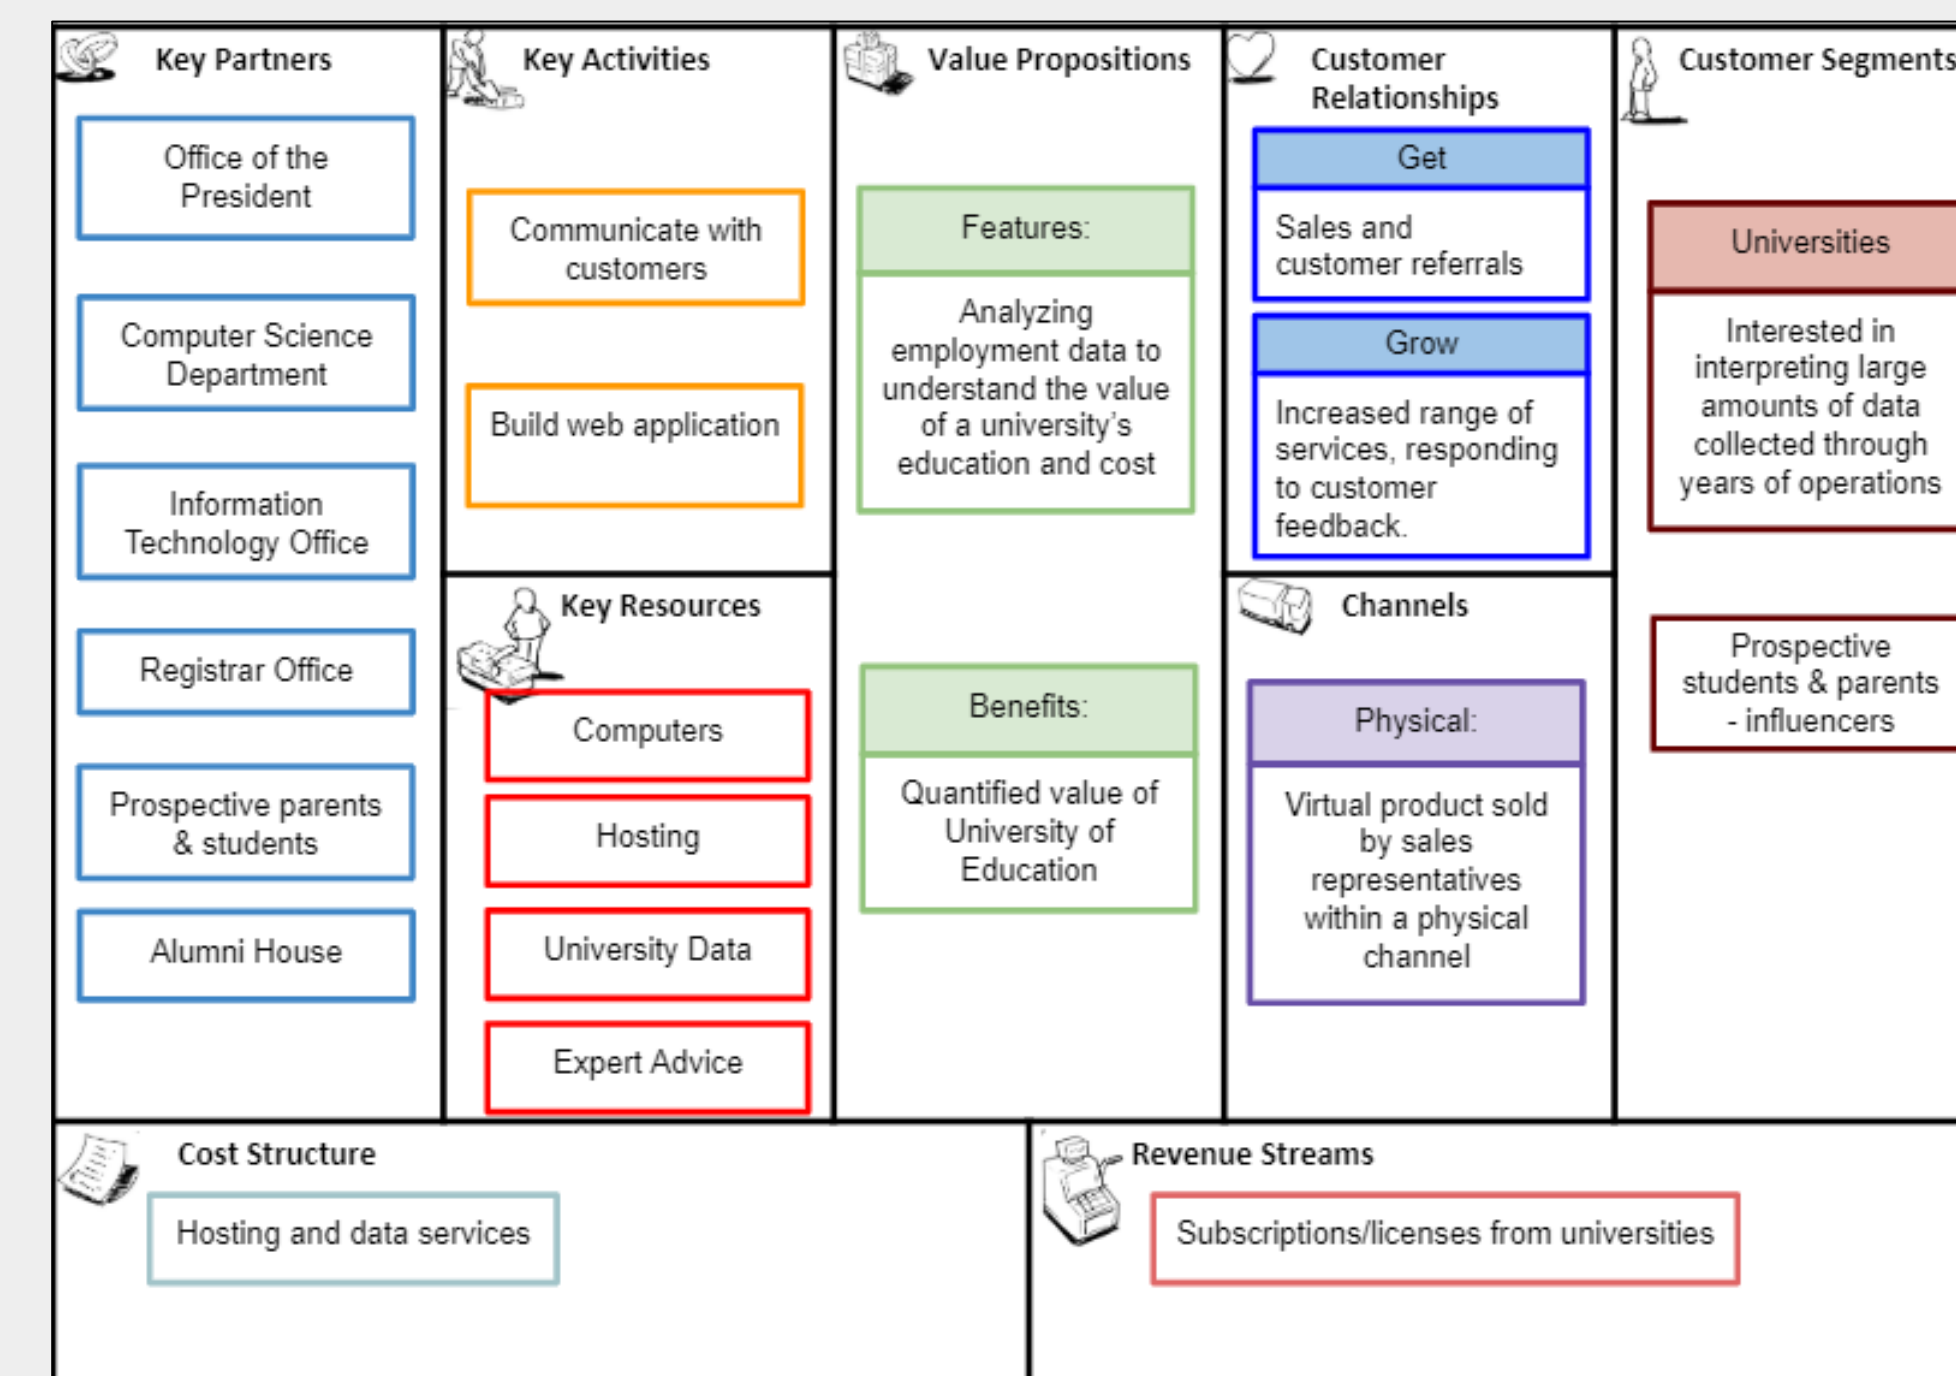 Key Partners
Office of the
President
Computer Science
Department
Information
Technology Office
Registrar Office
Prospective parents
& students
Alumni House
Key Activities
Communicate with
customers
Build web application
Key Resources
Computers
Hosting
University Data
Expert Advice
Value Propositions
Features:
Analyzing
employment data to
understand the value
of a university's
education and cost
Benefits:
Quantified value of
University of
Education
Customer
Relationships
Get
Sales and
customer referrals
Grow
Increased range of
services, responding
to customer
feedback.
Channels
Physical:
Virtual product sold
by sales
representatives
within a physical
channel
Customer Segments
Universities
Interested in
interpreting large
amounts of data
collected through
years of operations
Prospective
students & parents
- influencers
Cost Structure
Hosting and data services
Revenue Streams
Subscriptions/licenses from universities